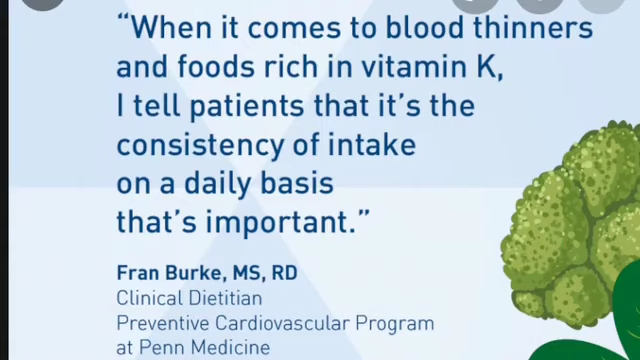 “When it comes to blood thinners
and foods rich in vitamin K,
I tell patients that it’s the
consistency of intake
on a daily basis
that’s important.”
Fran Burke, MS, RD
Clinical Dietitian
Preventive Cardiovascular Program
at Penn Medicine